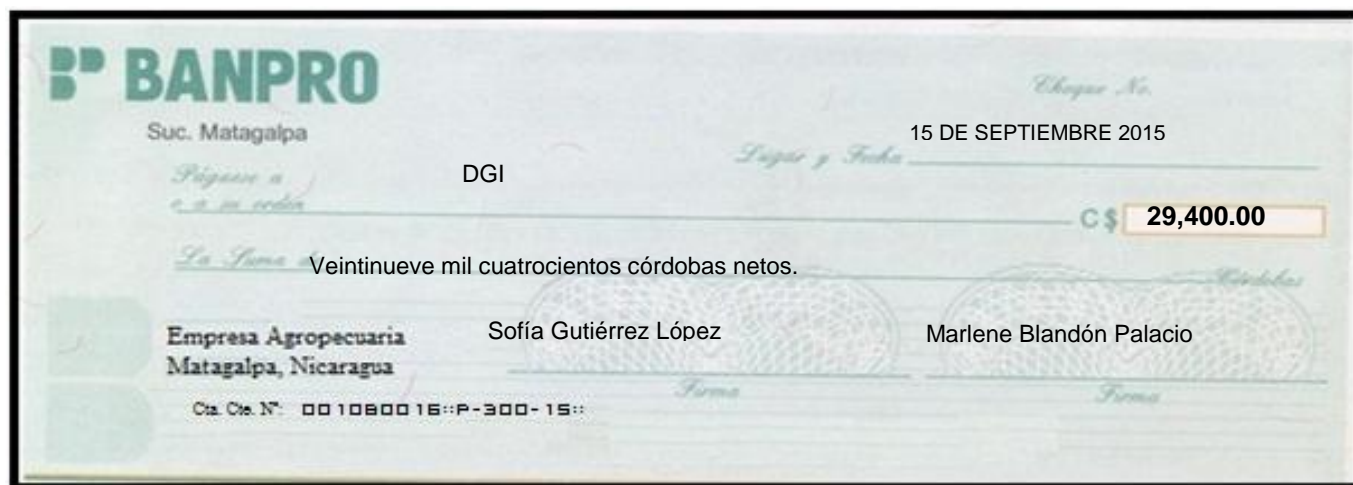 BANPRO
Suc. Matagalpa
Cheque No.
15 DE SEPTIEMBRE 2015
Lugar y Fecha
Páguese a
o a su orden
DGI
C$ 29,400.00
La Suma de Veintinueve mil cuatrocientos córdobas netos.
Córdobas
Empresa Agropecuaria
Matagalpa, Nicaragua
Sofía Gutiérrez López
Marlene Blandón Palacio
Firma
Firma
Cta. Cte. N°: 001080016::P-300-15::